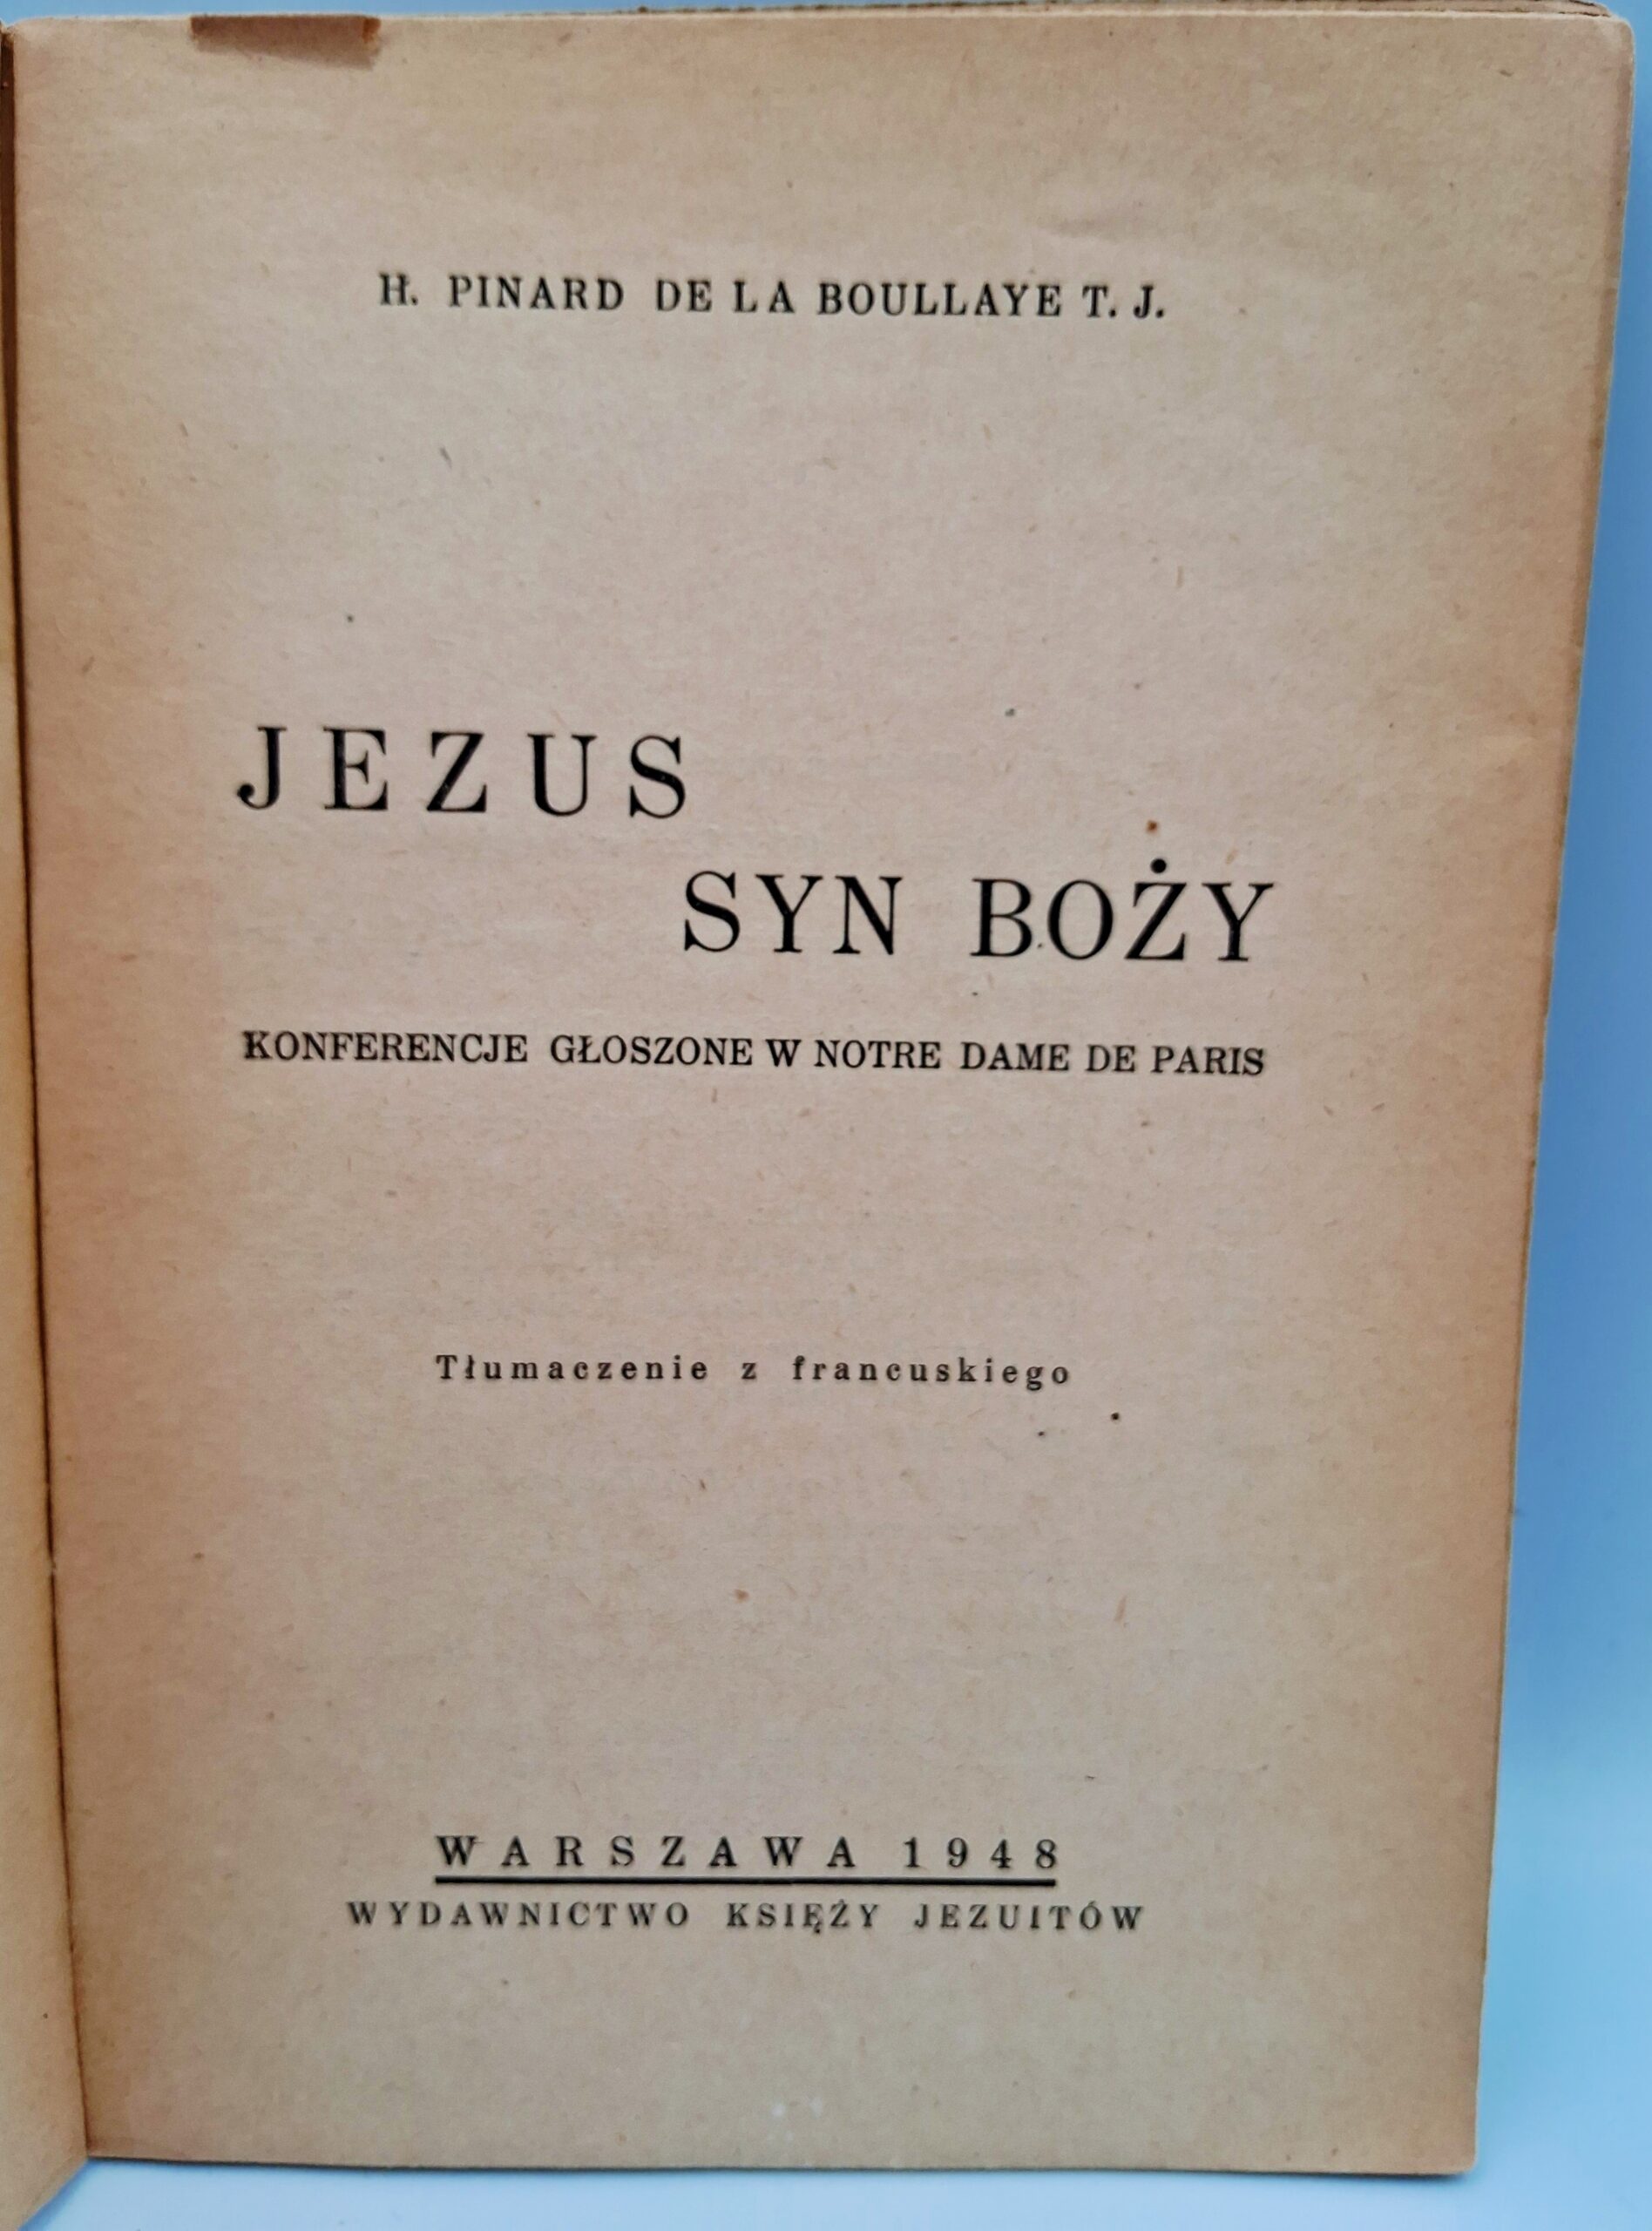 H. PINARD DE LA BOULLAYE T. J.
JEZUS
SYN BOŻY
KONFERENCJE GŁOSZONE W NOTRE DAME DE PARIS
Tłumaczenie z francuskiego
WARSZAWA 1948
WYDAWNICTWO KSIĘŻY JEZUITÓW